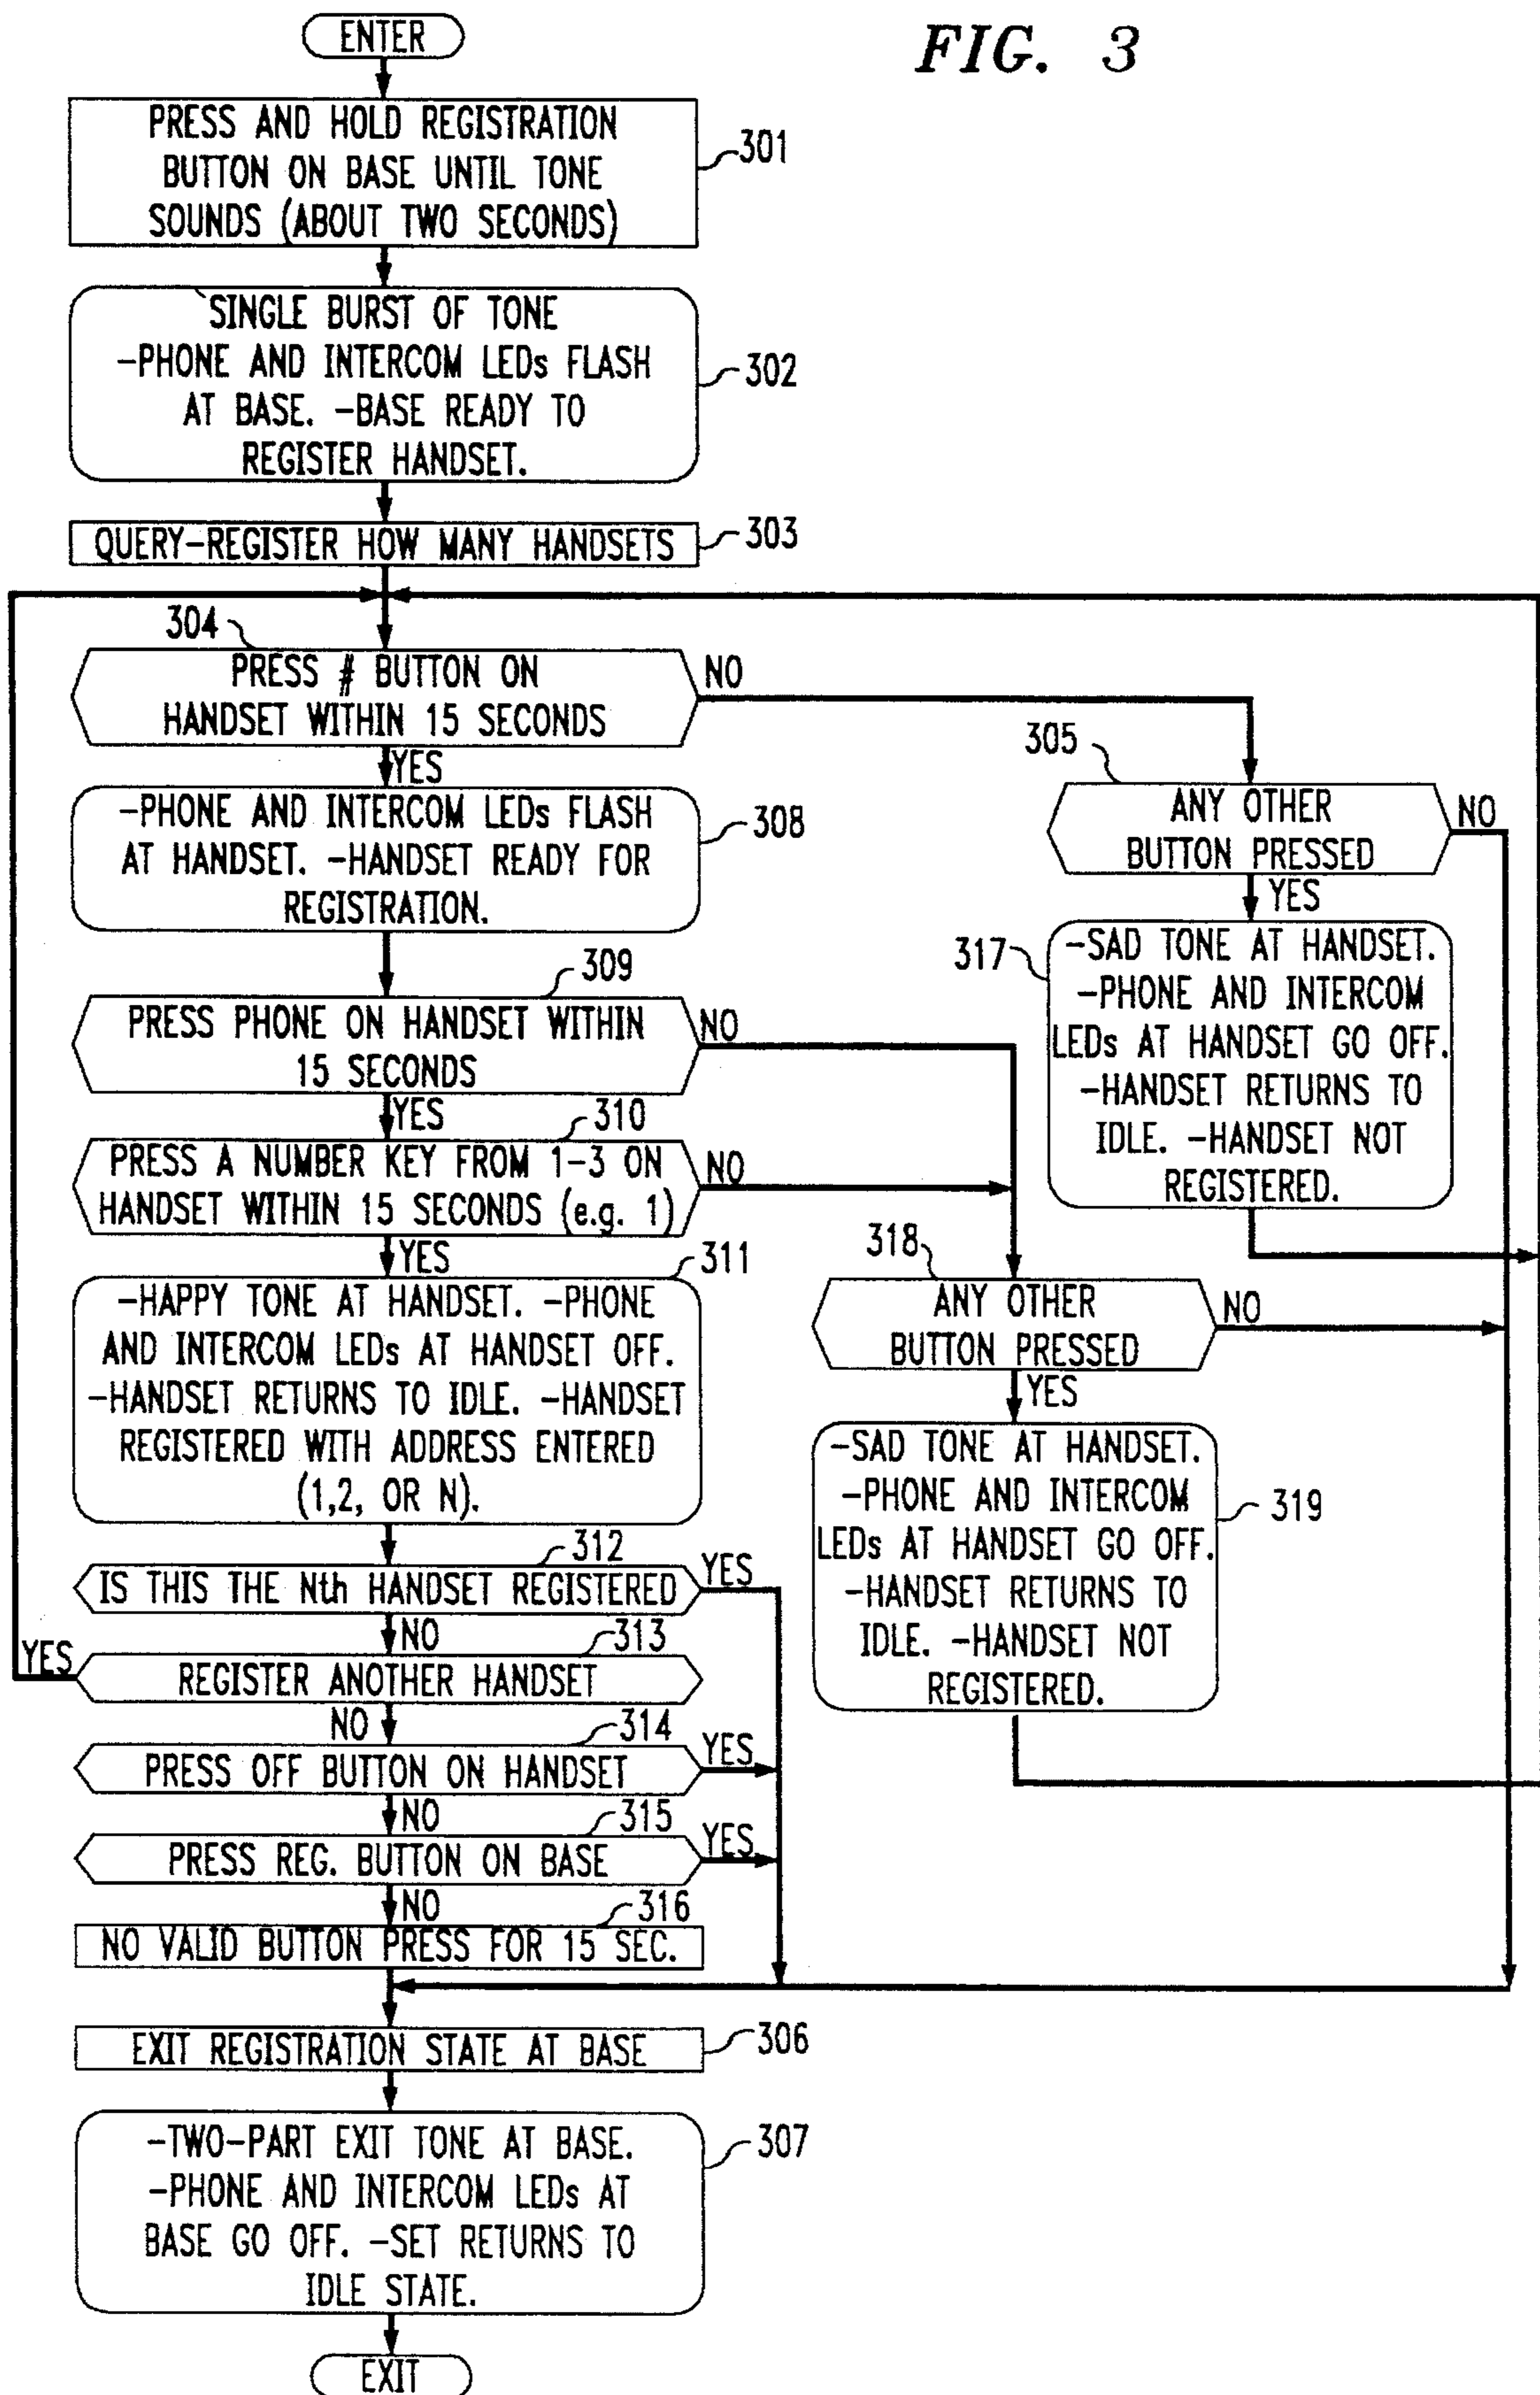 FIG. 3
ENTER
PRESS AND HOLD REGISTRATION
BUTTON ON BASE UNTIL TONE
SOUNDS (ABOUT TWO SECONDS)
301
SINGLE BURST OF TONE
-PHONE AND INTERCOM LEDs FLASH
AT BASE. -BASE READY TO
REGISTER HANDSET.
302
QUERY-REGISTER HOW MANY HANDSETS
303
304
PRESS # BUTTON ON
HANDSET WITHIN 15 SECONDS
NO
YES
305
ANY OTHER
BUTTON PRESSED
NO
YES
-PHONE AND INTERCOM LEDs FLASH
AT HANDSET. -HANDSET READY FOR
REGISTRATION.
308
317
-SAD TONE AT HANDSET.
-PHONE AND INTERCOM
LEDs AT HANDSET GO OFF.
-HANDSET RETURNS TO
IDLE. -HANDSET NOT
REGISTERED.
309
PRESS PHONE ON HANDSET WITHIN
15 SECONDS
NO
YES
310
PRESS A NUMBER KEY FROM 1-3 ON
HANDSET WITHIN 15 SECONDS (e.g. 1)
NO
YES
311
-HAPPY TONE AT HANDSET. -PHONE
AND INTERCOM LEDs AT HANDSET OFF.
-HANDSET RETURNS TO IDLE. -HANDSET
REGISTERED WITH ADDRESS ENTERED
(1,2, OR N).
318
ANY OTHER
BUTTON PRESSED
NO
YES
-SAD TONE AT HANDSET.
-PHONE AND INTERCOM
LEDs AT HANDSET GO OFF.
-HANDSET RETURNS TO
IDLE. -HANDSET NOT
REGISTERED.
319
312
IS THIS THE Nth HANDSET REGISTERED
YES
NO
313
YES
REGISTER ANOTHER HANDSET
NO
314
PRESS OFF BUTTON ON HANDSET
YES
NO
315
PRESS REG. BUTTON ON BASE
YES
NO
316
NO VALID BUTTON PRESS FOR 15 SEC.
EXIT REGISTRATION STATE AT BASE
306
-TWO-PART EXIT TONE AT BASE.
-PHONE AND INTERCOM LEDs AT
BASE GO OFF. -SET RETURNS TO
IDLE STATE.
307
EXIT